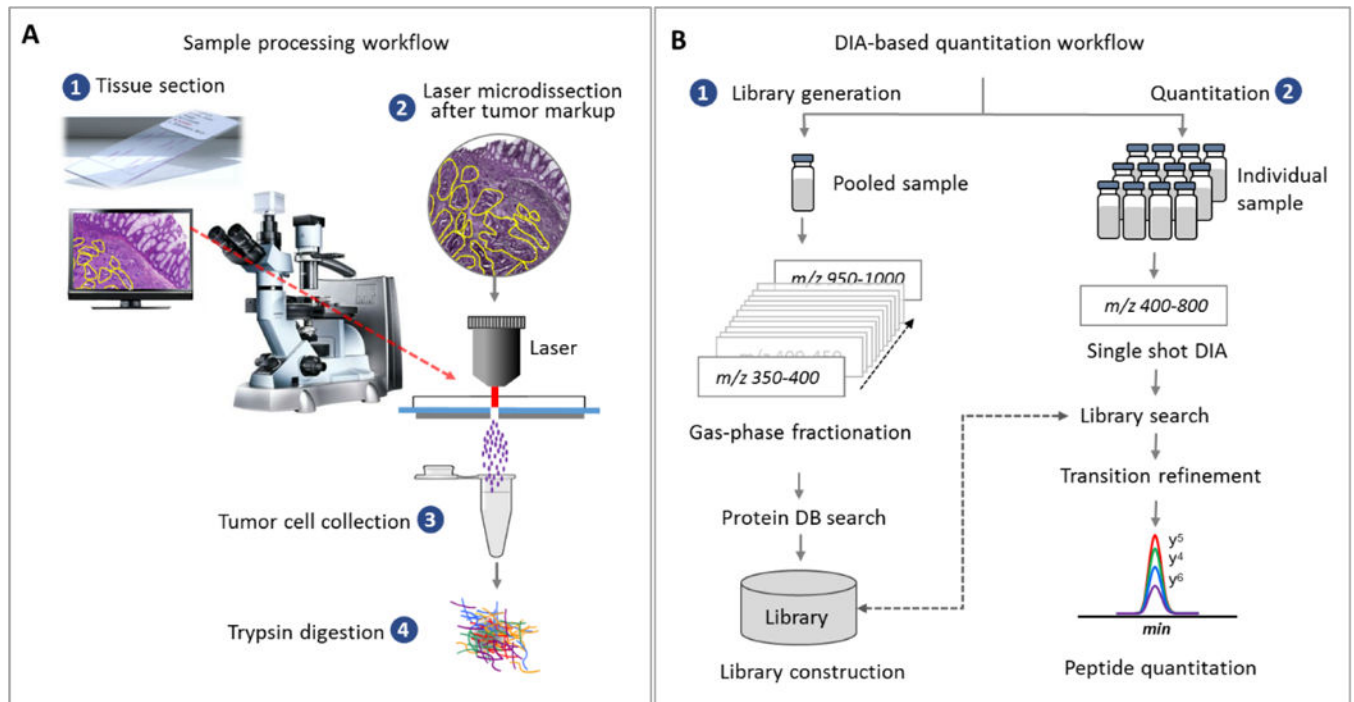 A
Sample processing workflow
1 Tissue section
2 Laser microdissection
after tumor markup
Laser
Tumor cell collection 3
Trypsin digestion 4
B
DIA-based quantitation workflow
1 Library generation
Quantitation 2
Pooled sample
Individual
sample
m/z 950-1000
m/z 400-450
m/z 350-400
m/z 400-800
Single shot DIA
Gas-phase fractionation
Library search
Transition refinement
Protein DB search
Library
Library construction
y5
y4
y6
min
Peptide quantitation